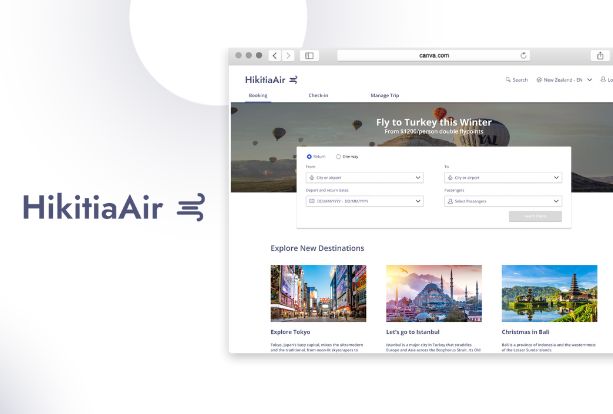 HikitiaAir
canva.com
HikitiaAir
Search
New Zealand - EN
Lo
Booking
Check-in
Manage Trip
Fly to Turkey this Winter
From $1200/person double flypoints
Return
One way
From
To
City or airport
City or airport
Depart and return dates
Passengers
DD/MM/YYYY - DD/MM/YYYY
Select Passengers
Explore New Destinations
Explore Tokyo
Let's go to Istanbul
Christmas in Bali
Tokyo, Japan's busy capital, mixes the ultramodern
and the traditional, from neon-lit skyscrapers to
Istanbul is a major city in Turkey that straddles
Europe and Asia across the Bosphorus Strait. Its Old
Bali is a province of Indonesia and the westernmost
of the Lesser Sunda Islands.